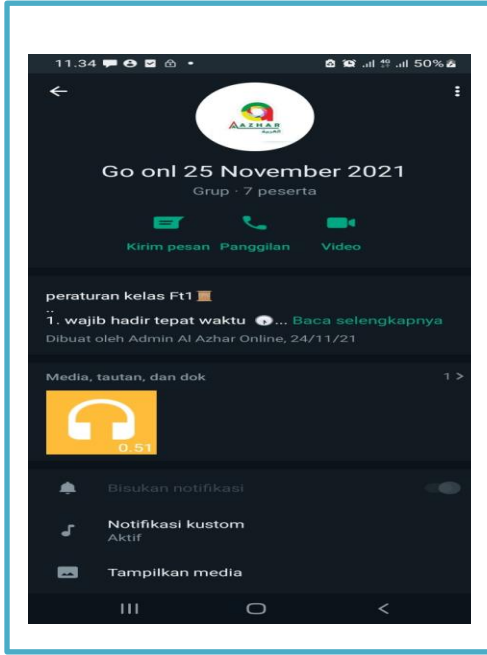 11.34
50%
AAZHAR
العربية
Go onl 25 November 2021
Grup · 7 peserta
Kirim pesan Panggilan Video
peraturan kelas Ft1
..
1. wajib hadir tepat waktu ... Baca selengkapnya
Dibuat oleh Admin Al Azhar Online, 24/11/21
Media, tautan, dan dok 1 >
0.51
Bisukan notifikasi
Notifikasi kustom
Aktif
Tampilkan media